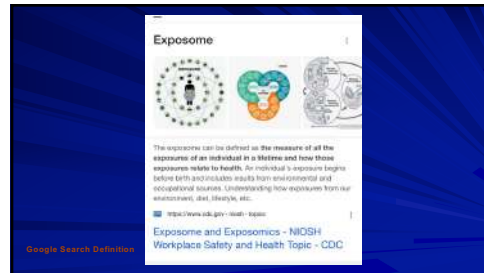 Exposome
The exposome can be defined as the measure of all the
exposures of an individual in a lifetime and how those
exposures relate to health. An individual's exposure begins
before birth and includes insults from environmental and
occupational sources. Understanding how exposures from our
environment, diet, lifestyle, etc.
https://www.cdc.gov › niosh › topics
Exposome and Exposomics - NIOSH
Workplace Safety and Health Topic - CDC
Google Search Definition